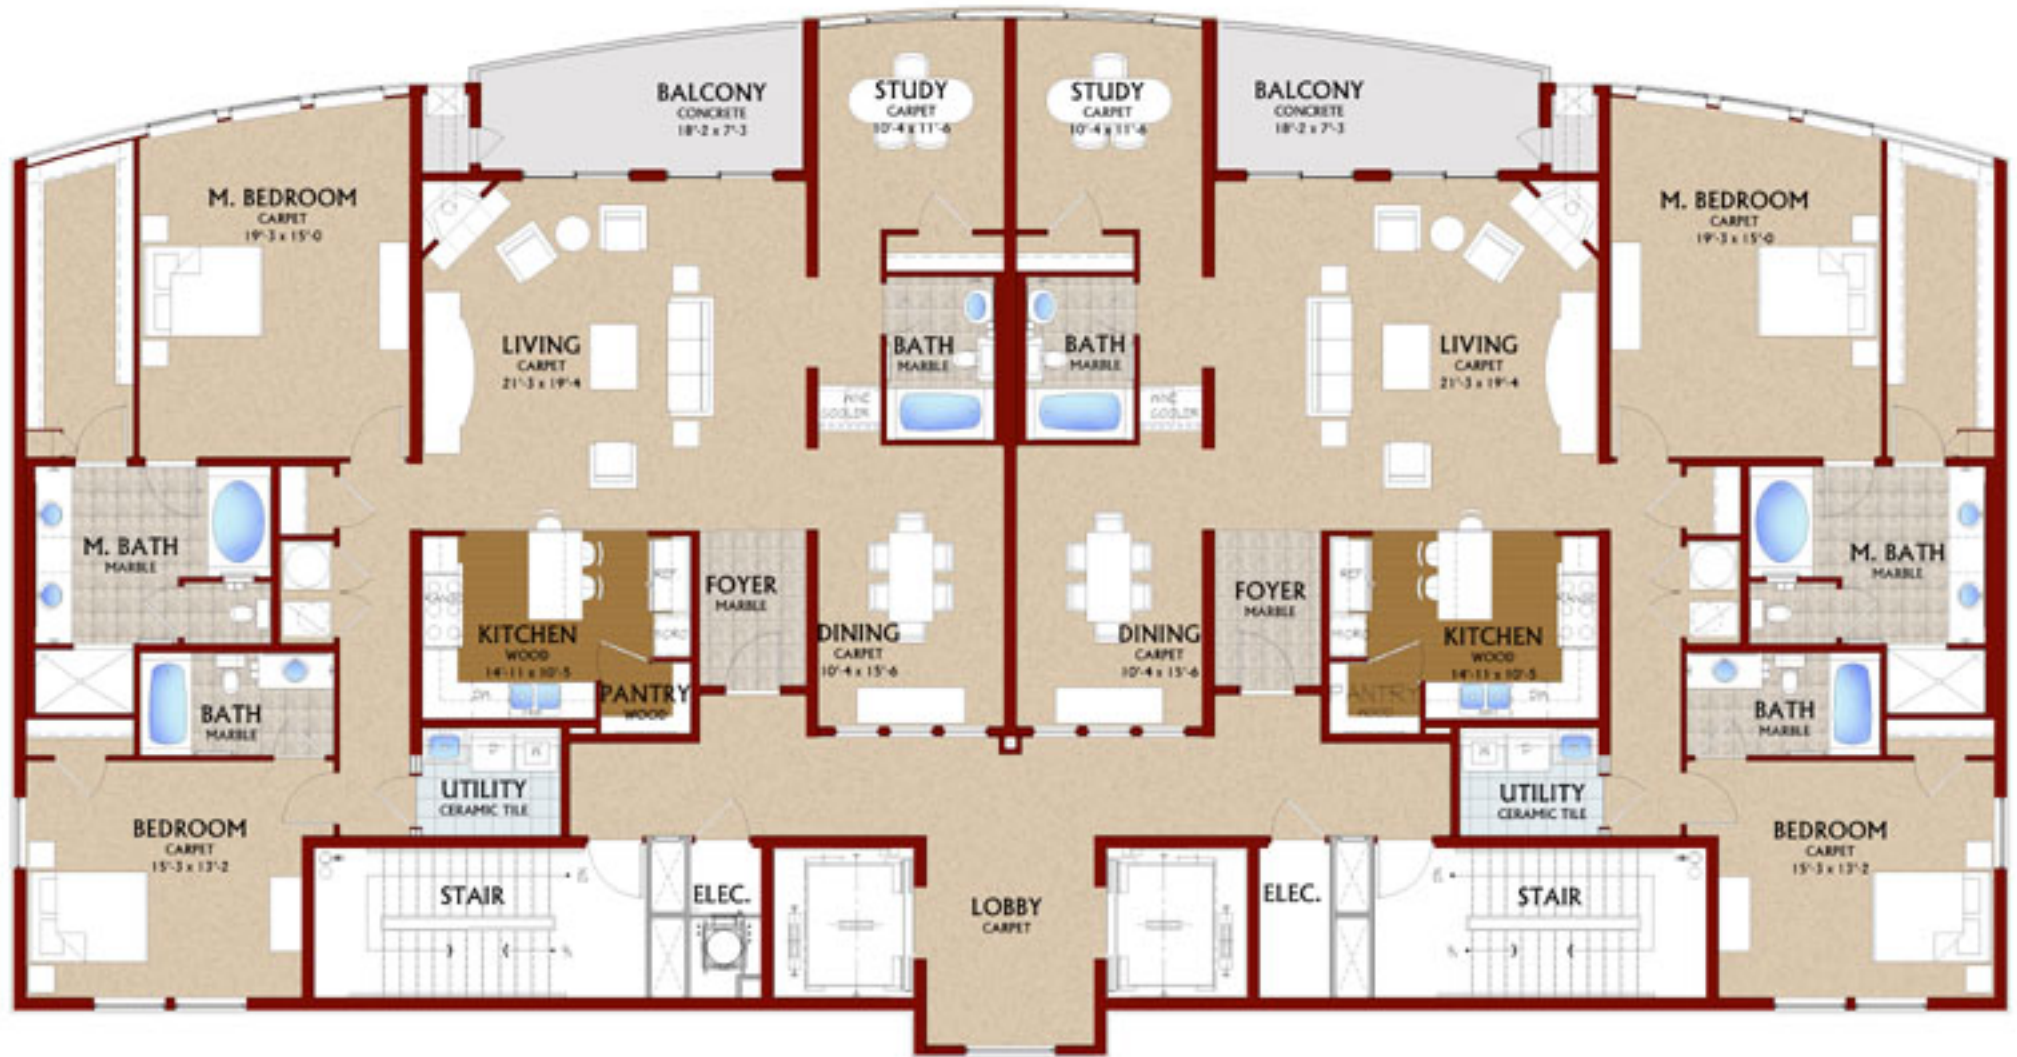 BALCONY
CONCRETE
18'-2 x 7'-3
STUDY
CARPET
10'-4 x 11'-6
STUDY
CARPET
10'-4 x 11'-6
BALCONY
CONCRETE
18'-2 x 7'-3
M. BEDROOM
CARPET
19'-3 x 15'-0
M. BEDROOM
CARPET
19'-3 x 15'-0
LIVING
CARPET
21'-3 x 19'-4
BATH
MARBLE
BATH
MARBLE
LIVING
CARPET
21'-3 x 19'-4
COOLER
COOLER
M. BATH
MARBLE
KITCHEN
WOOD
14'-11 x 10'-5
REF
FOYER
MARBLE
DINING
CARPET
10'-4 x 15'-6
DINING
CARPET
10'-4 x 15'-6
FOYER
MARBLE
REF
KITCHEN
WOOD
14'-11 x 10'-5
M. BATH
MARBLE
PANTRY
WOOD
PANTRY
BATH
MARBLE
BATH
MARBLE
UTILITY
CERAMIC TILE
UTILITY
CERAMIC TILE
BEDROOM
CARPET
15'-3 x 13'-2
STAIR
ELEC.
LOBBY
CARPET
ELEC.
STAIR
BEDROOM
CARPET
15'-3 x 13'-2